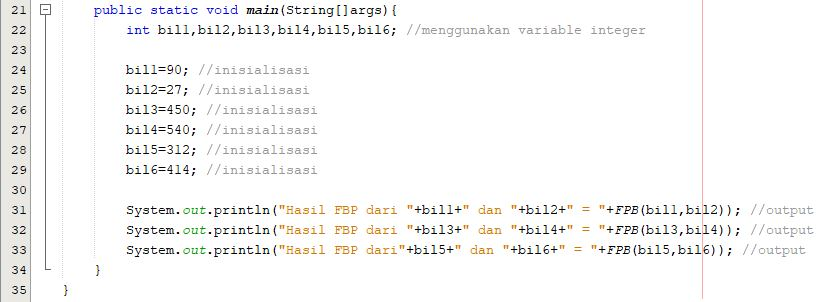 21 public static void main(String[]args){
22 int bil1,bil2,bil3,bil4,bil5,bil6; //menggunakan variable integer
23
24 bil1=90; //inisialisasi
25 bil2=27; //inisialisasi
26 bil3=450; //inisialisasi
27 bil4=540; //inisialisasi
28 bil5=312; //inisialisasi
29 bil6=414; //inisialisasi
30
31 System.out.println("Hasil FBP dari "+bil1+" dan "+bil2+" = "+FPB(bil1,bil2)); //output
32 System.out.println("Hasil FBP dari "+bil3+" dan "+bil4+" = "+FPB(bil3,bil4)); //output
33 System.out.println("Hasil FBP dari"+bil5+" dan "+bil6+" = "+FPB(bil5,bil6)); //output
34 }
35 }